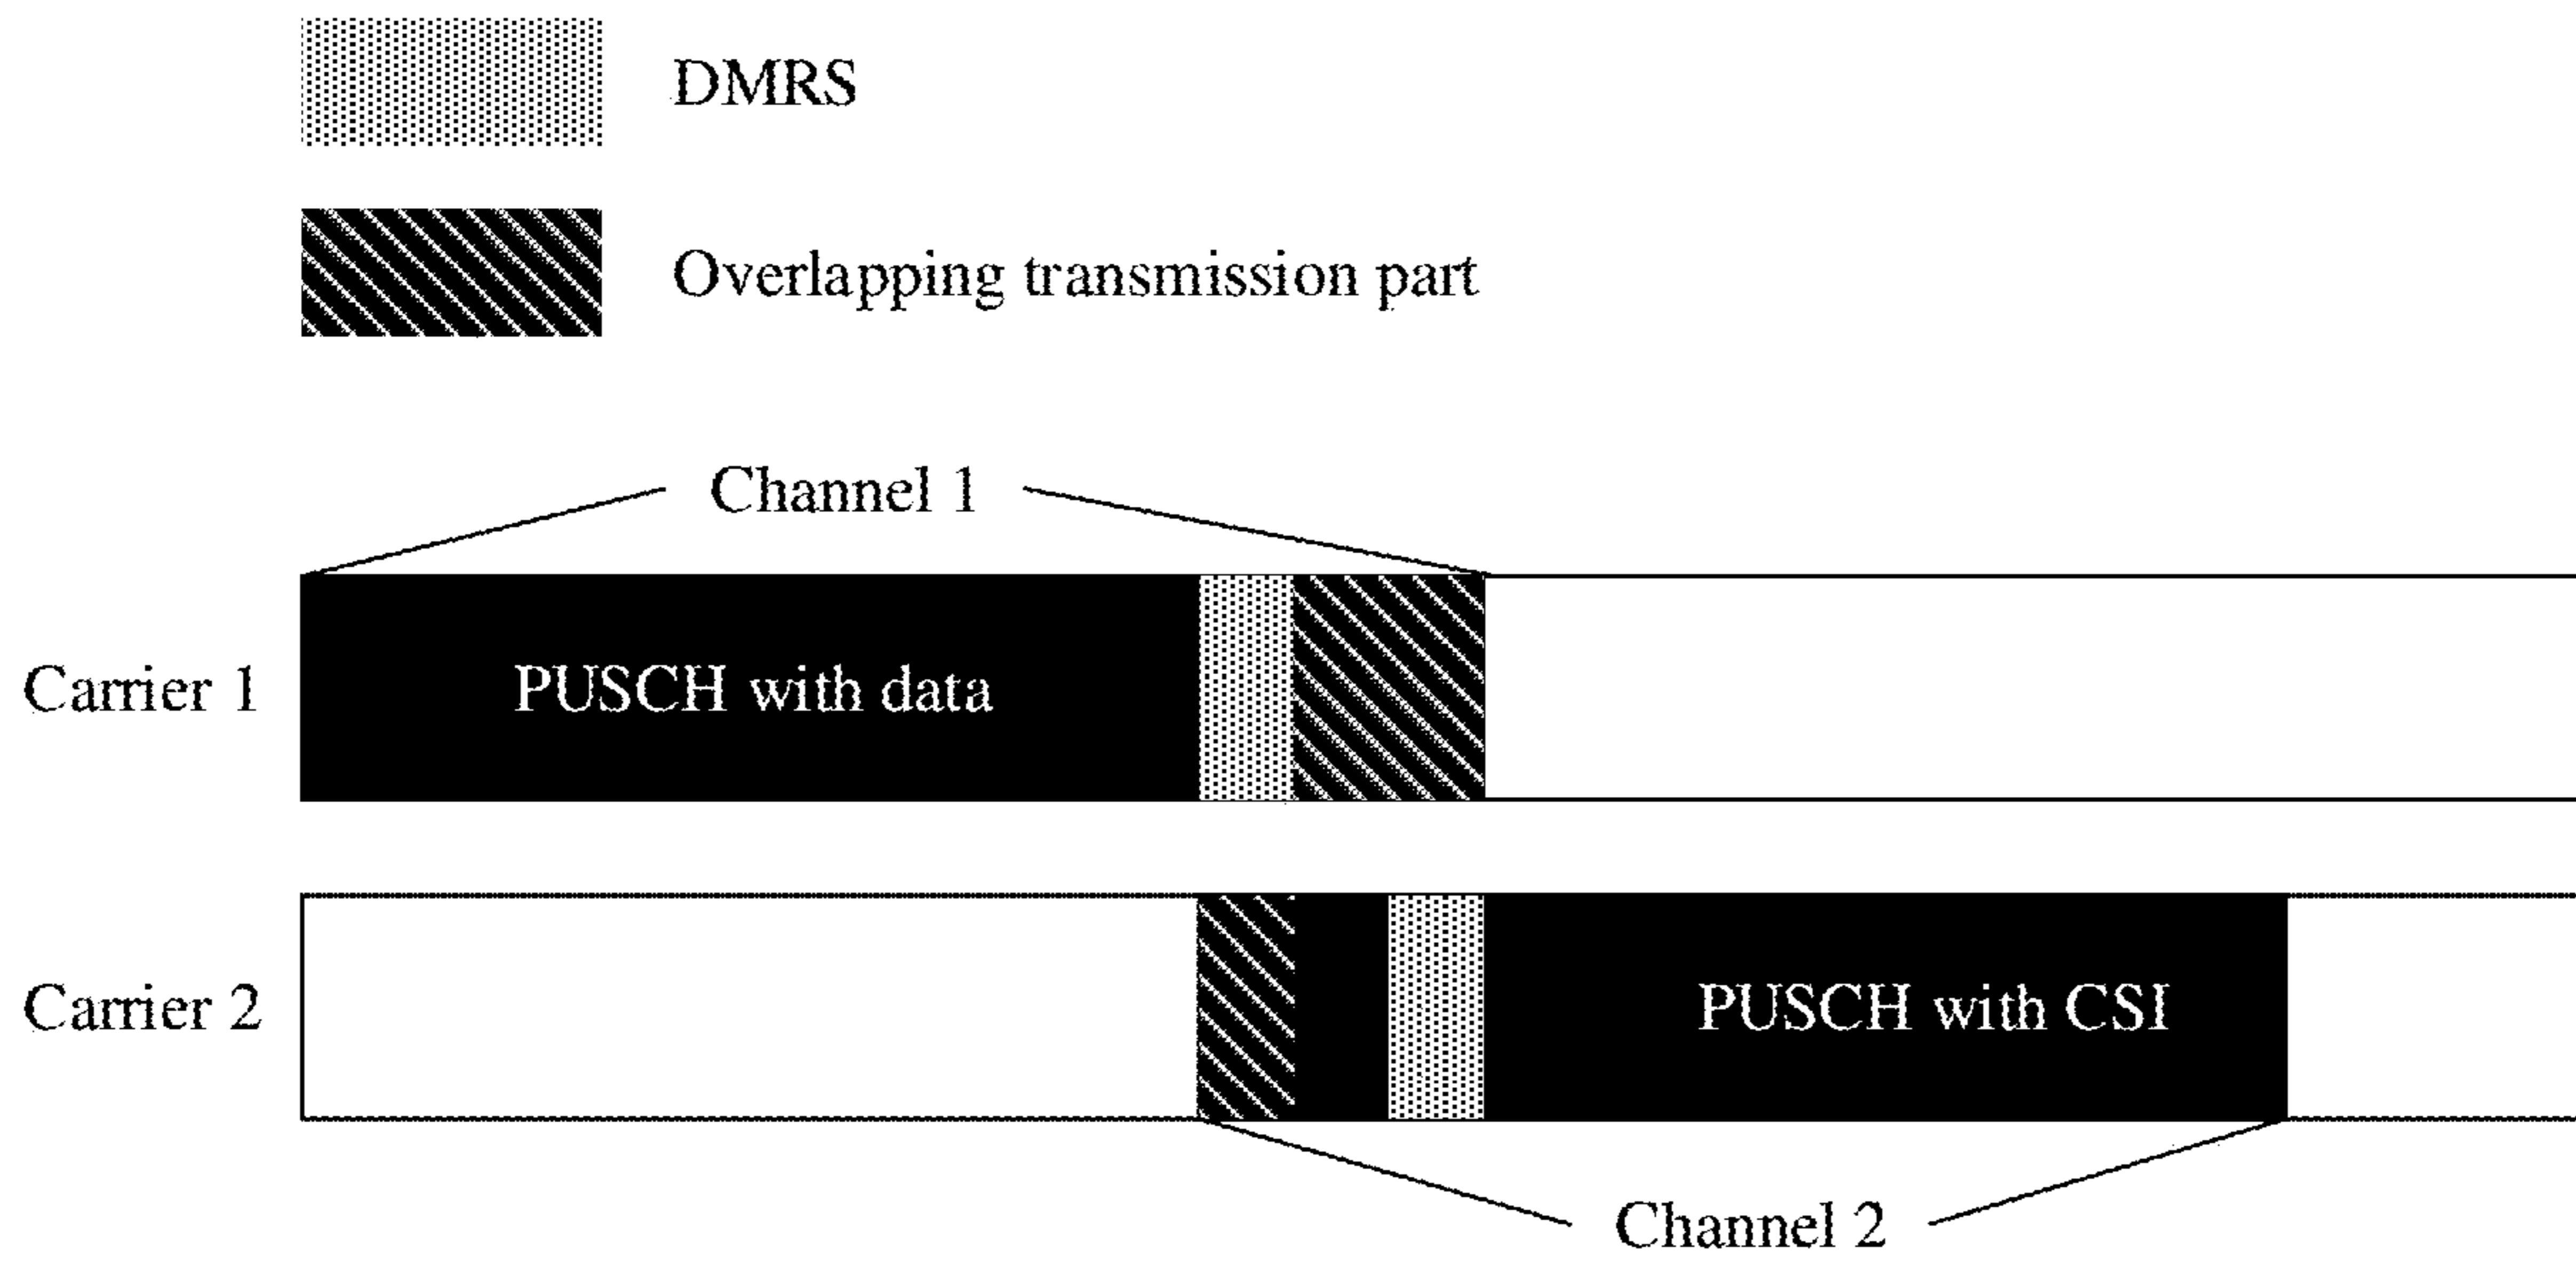 DMRS
Overlapping transmission part
Channel 1
Carrier 1
PUSCH with data
Carrier 2
PUSCH with CSI
Channel 2